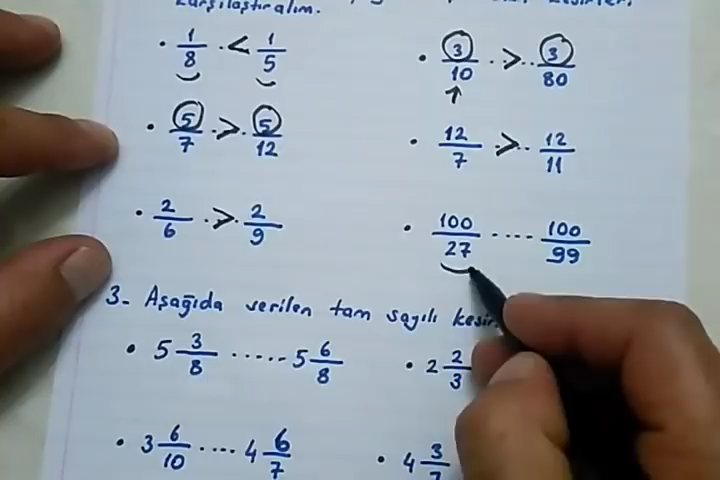 karşılaştıralım.
• 1/8 .<. 1/5
• 3/10 ..>.. 3/80
• 5/7 .>. 5/12
• 12/7 ..>.. 12/11
• 2/6 ..>. 2/9
• 100/27 .... 100/99
3- Aşağıda verilen tam sayılı kesir
• 5 3/8 ..... 5 6/8
• 2 2/3
• 3 6/10 .... 4 6/7
• 4 3/7